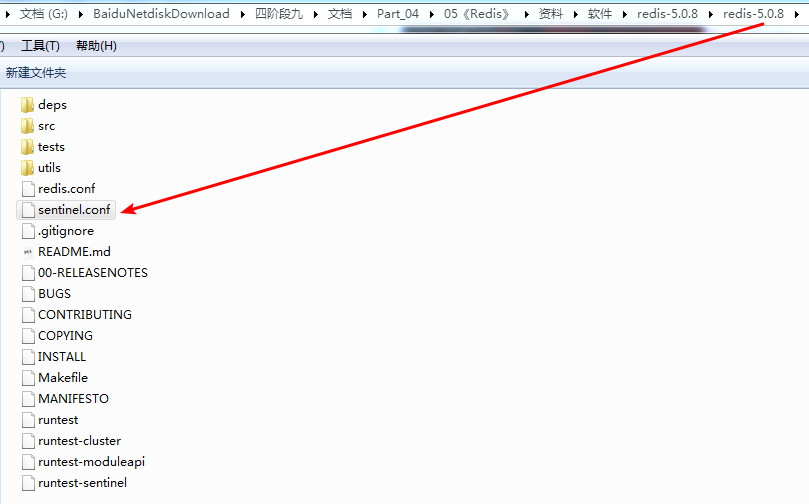 文档 (G:) BaiduNetdiskDownload 四阶段九 文档 Part_04 05《Redis》 资料 软件 redis-5.0.8 redis-5.0.8
) 工具(T) 帮助(H)
新建文件夹
deps
src
tests
utils
redis.conf
sentinel.conf
.gitignore
README.md
00-RELEASENOTES
BUGS
CONTRIBUTING
COPYING
INSTALL
Makefile
MANIFESTO
runtest
runtest-cluster
runtest-moduleapi
runtest-sentinel